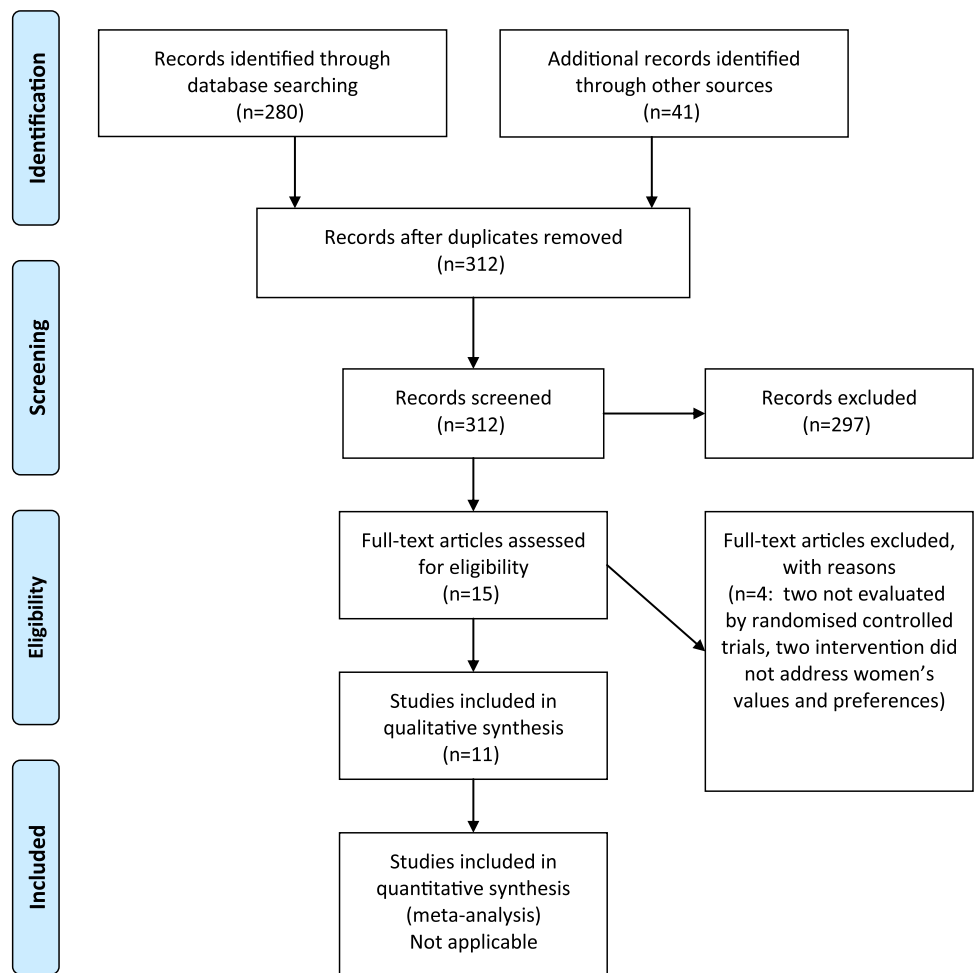 Identification
Records identified through
database searching
(n=280)
Additional records identified
through other sources
(n=41)
Records after duplicates removed
(n=312)
Screening
Records screened
(n=312)
Records excluded
(n=297)
Eligibility
Full-text articles assessed
for eligibility
(n=15)
Full-text articles excluded,
with reasons
(n=4:  two not evaluated
by randomised controlled
trials, two intervention did
not address women’s
values and preferences)
Studies included in
qualitative synthesis
(n=11)
Included
Studies included in
quantitative synthesis
(meta-analysis)
Not applicable